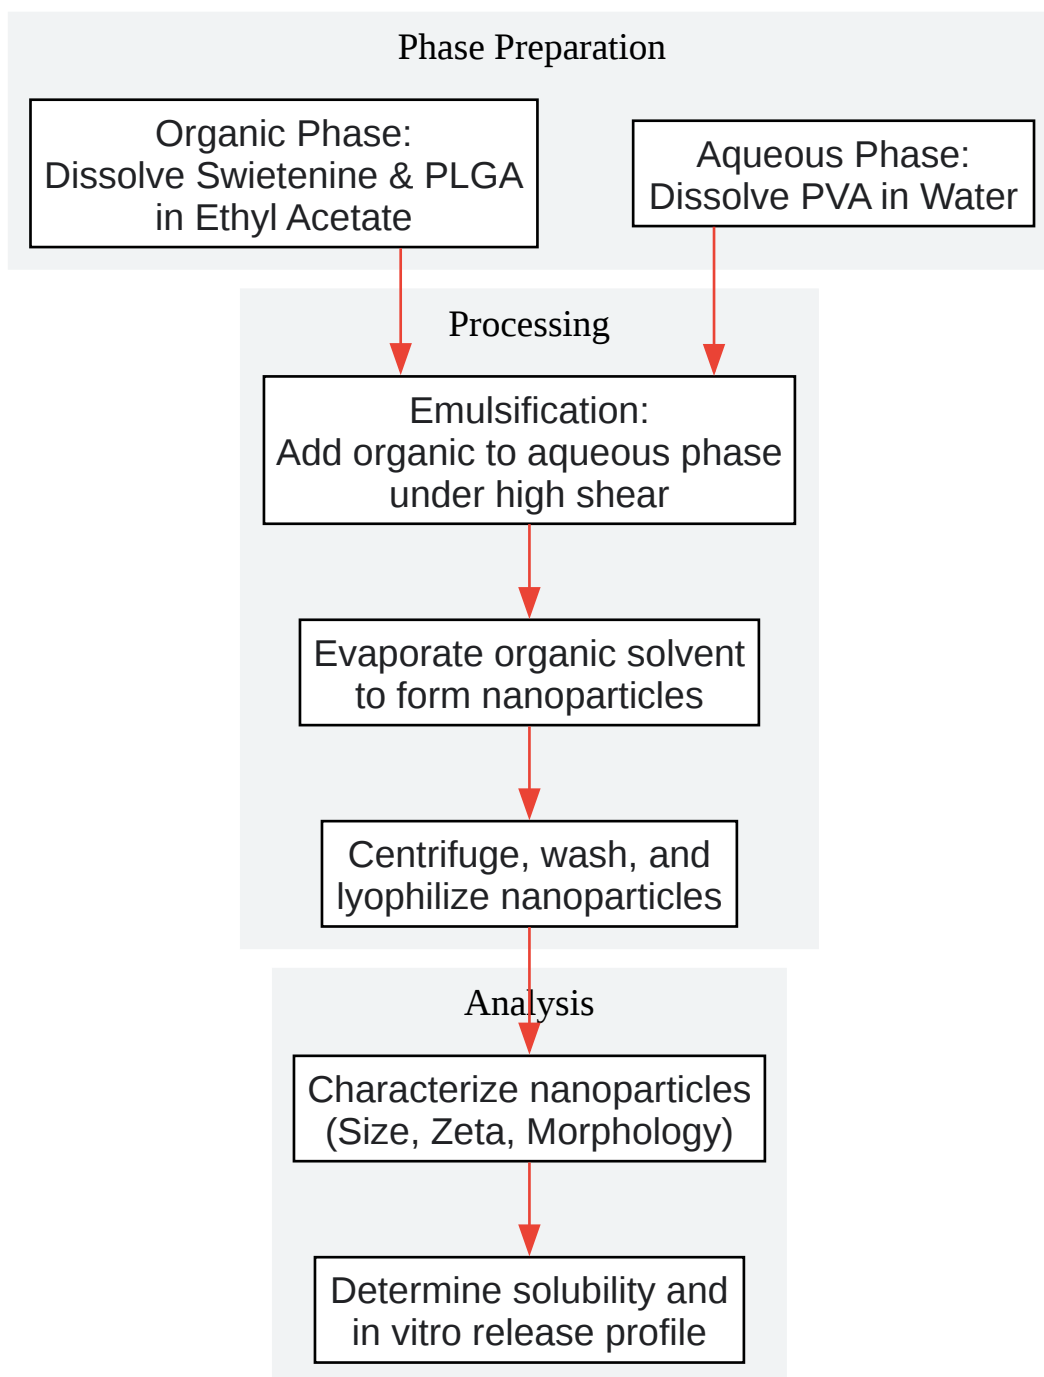 Phase Preparation
Organic Phase:
Dissolve Swietenine & PLGA
in Ethyl Acetate
Aqueous Phase:
Dissolve PVA in Water
Processing
Emulsification:
Add organic to aqueous phase
under high shear
Evaporate organic solvent
to form nanoparticles
Centrifuge, wash, and
lyophilize nanoparticles
Analysis
Characterize nanoparticles
(Size, Zeta, Morphology)
Determine solubility and
in vitro release profile